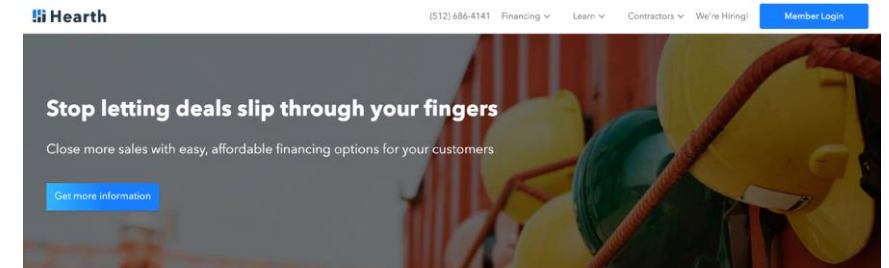 Hearth
(512) 686-4141 Financing Learn Contractors We're Hiring! Member Login
Stop letting deals slip through your fingers
Close more sales with easy, affordable financing options for your customers
Get more information